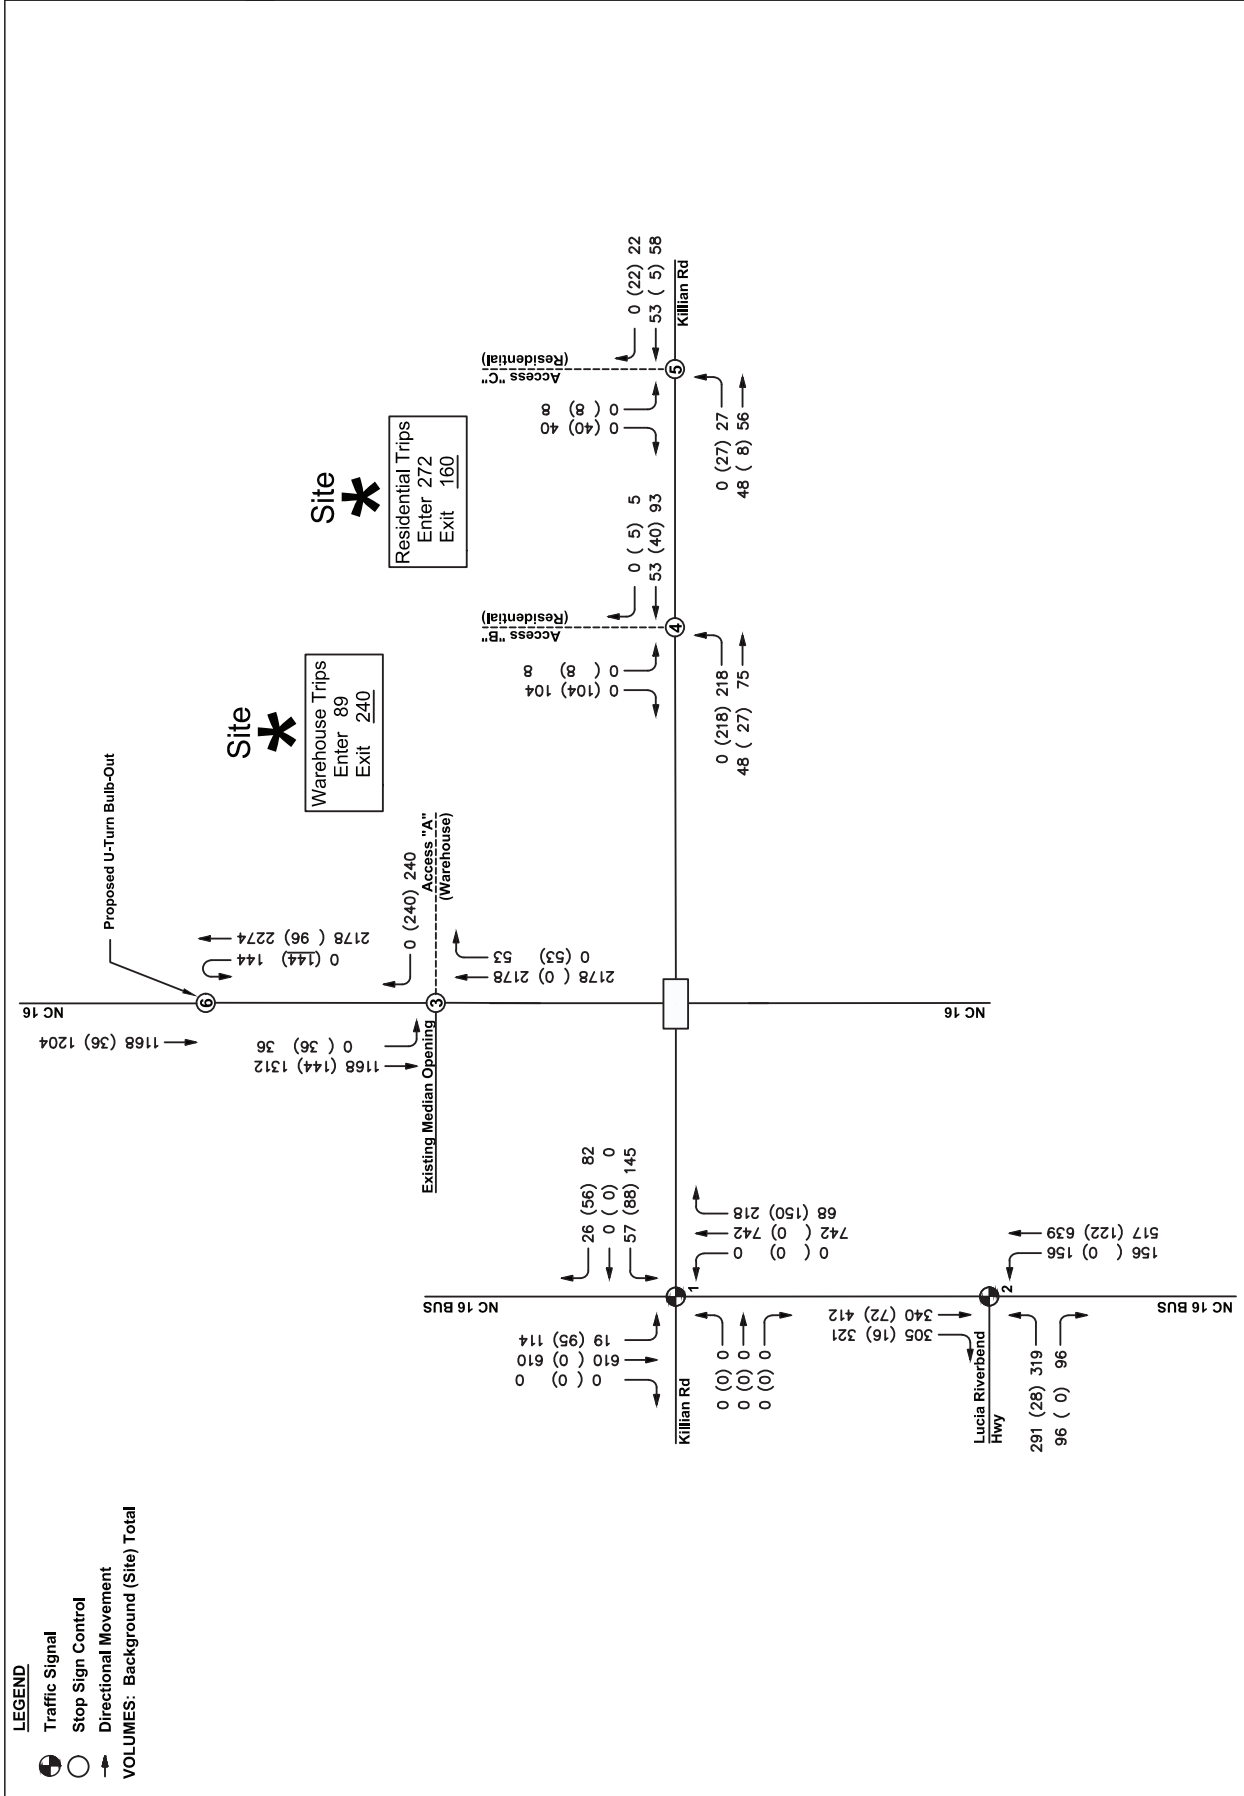 LEGEND
Traffic Signal
Stop Sign Control
Directional Movement
VOLUMES: Background (Site) Total
Proposed U-Turn Bulb-Out
NC 16
6
1168 (36) 1204
2178 ( 96) 2274
0 (144) 144
Site
Warehouse Trips
Enter 89
Exit 240
Site
Residential Trips
Enter 272
Exit 160
0 (240) 240
Access "A"
(Warehouse)
3
Existing Median Opening
0 ( 36) 36
1168 (144) 1312
0 (53) 53
2178 ( 0) 2178
NC 16
Access "B"
(Residential)
4
0 ( 8) 8
0 (104) 104
0 ( 5) 5
53 (40) 93
0 (218) 218
48 ( 27) 75
Access "C"
(Residential)
5
0 ( 8) 8
0 (40) 40
0 (22) 22
53 ( 5) 58
Killian Rd
0 (27) 27
48 ( 8) 56
NC 16 BUS
26 (56) 82
0 ( 0) 0
57 (88) 145
1
19 (95) 114
610 ( 0) 610
0 ( 0) 0
Killian Rd
0 (0) 0
0 (0) 0
0 (0) 0
68 (150) 218
742 ( 0) 742
0 ( 0) 0
340 (72) 412
305 (16) 321
2
Lucia Riverbend
Hwy
291 (28) 319
96 ( 0) 96
517 (122) 639
156 ( 0) 156
NC 16 BUS